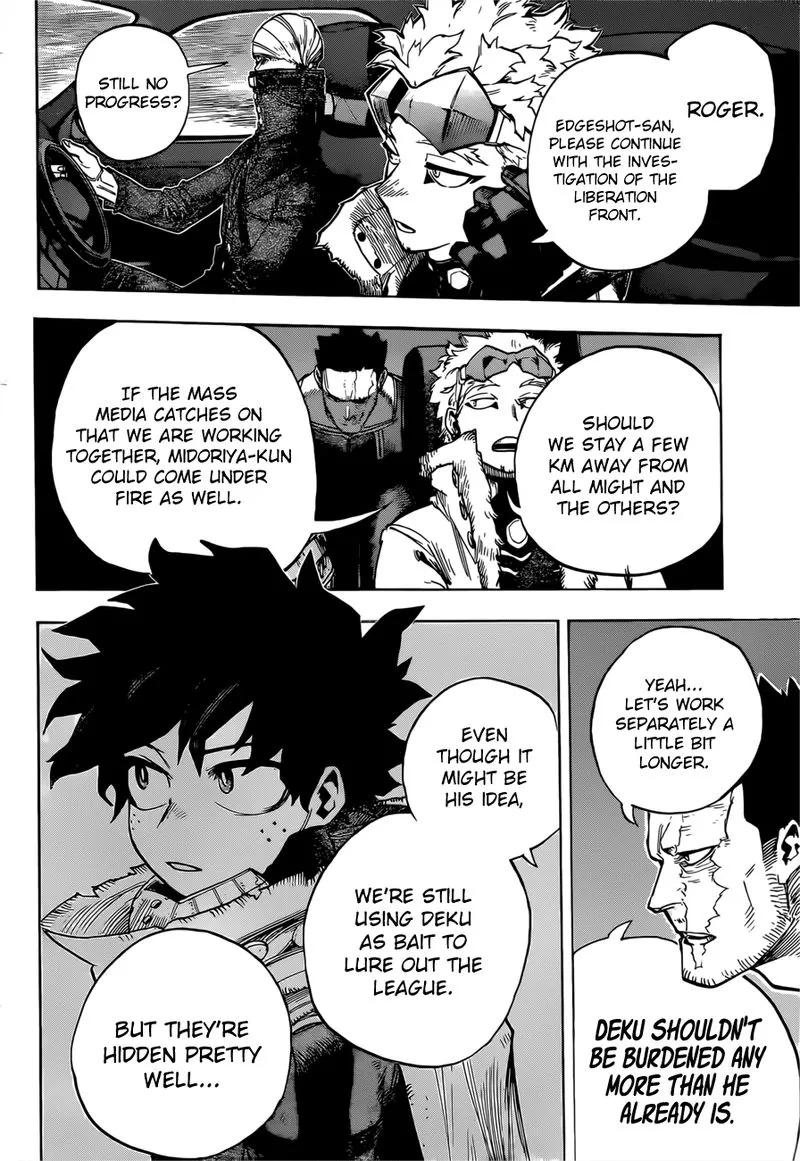 ROGER.
EDGESHOT-SAN,
PLEASE CONTINUE
WITH THE INVES-
TIGATION OF THE
LIBERATION
FRONT.
STILL NO
PROGRESS?
SHOULD
WE STAY A FEW
KM AWAY FROM
ALL MIGHT AND
THE OTHERS?
IF THE MASS
MEDIA CATCHES ON
THAT WE ARE WORKING
TOGETHER, MIDORIYA-KUN
COULD COME UNDER
FIRE AS WELL.
YEAH...
LET'S WORK
SEPARATELY A
LITTLE BIT
LONGER.
DEKU SHOULDN'T
BE BURDENED ANY
MORE THAN HE
ALREADY IS.
EVEN
THOUGH IT
MIGHT BE
HIS IDEA,
WE'RE STILL
USING DEKU
AS BAIT TO
LURE OUT THE
LEAGUE.
BUT THEY'RE
HIDDEN PRETTY
WELL...